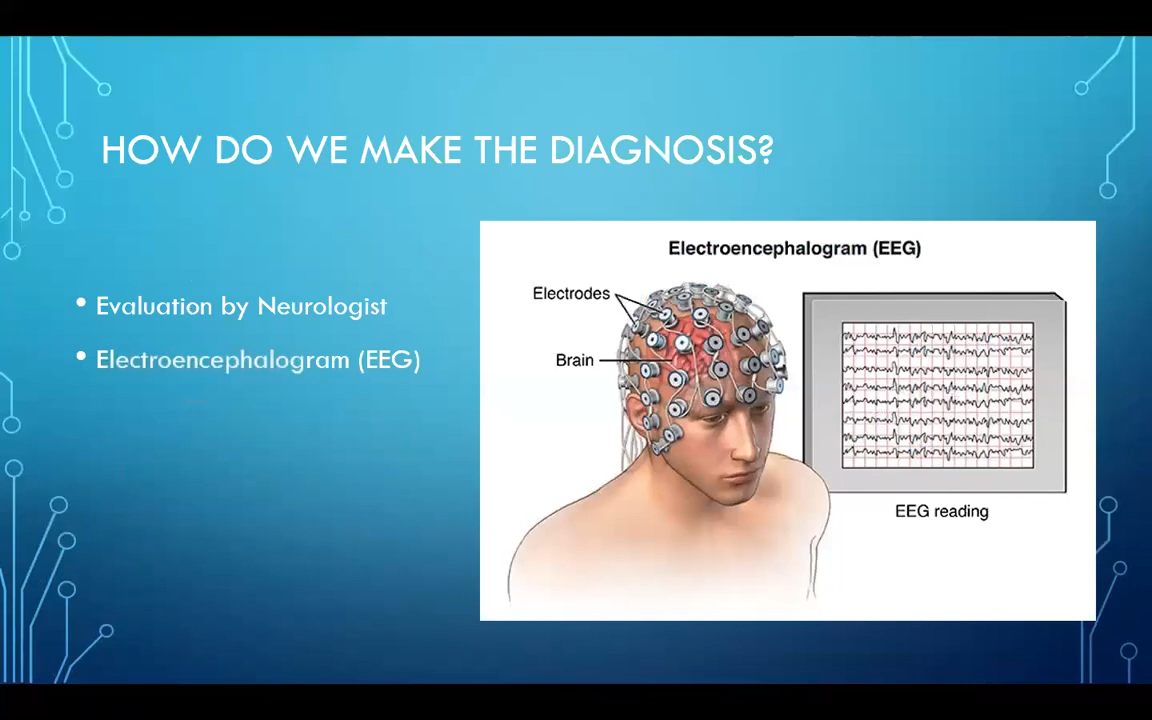 HOW DO WE MAKE THE DIAGNOSIS?
• Evaluation by Neurologist
• Electroencephalogram (EEG)
Electroencephalogram (EEG)
Electrodes
Brain
EEG reading